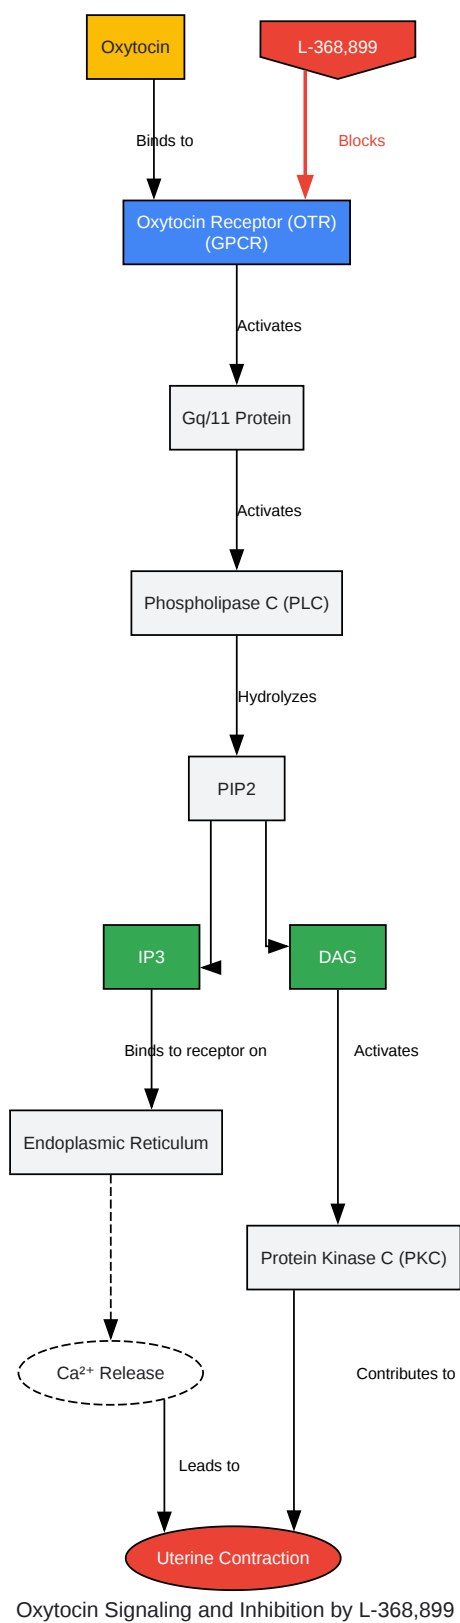 Oxytocin
L-368,899
Binds to
Blocks
Oxytocin Receptor (OTR)
(GPCR)
Activates
Gq/11 Protein
Activates
Phospholipase C (PLC)
Hydrolyzes
PIP2
IP3
DAG
Binds to receptor on
Activates
Endoplasmic Reticulum
Protein Kinase C (PKC)
Ca²⁺ Release
Contributes to
Leads to
Uterine Contraction
Oxytocin Signaling and Inhibition by L-368,899